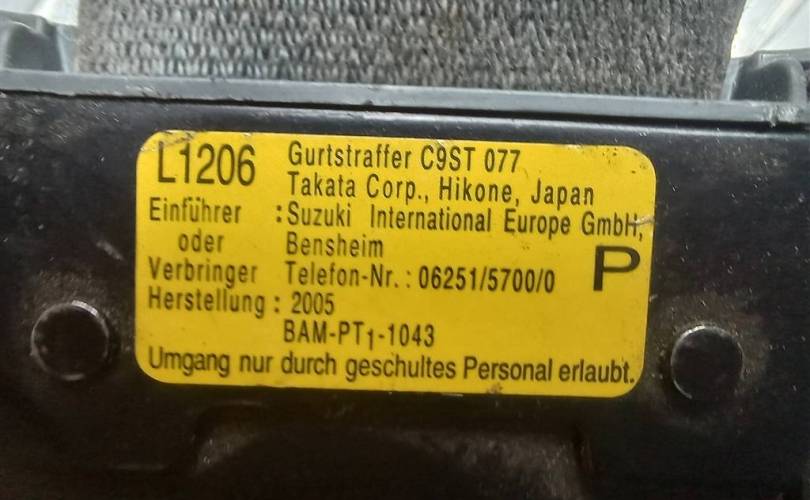 L1206 Gurtstraffer C9ST 077
Takata Corp., Hikone, Japan
Einführer : Suzuki International Europe GmbH,
oder Bensheim
Verbringer Telefon-Nr. : 06251/5700/0 P
Herstellung : 2005
BAM-PT1-1043
Umgang nur durch geschultes Personal erlaubt.